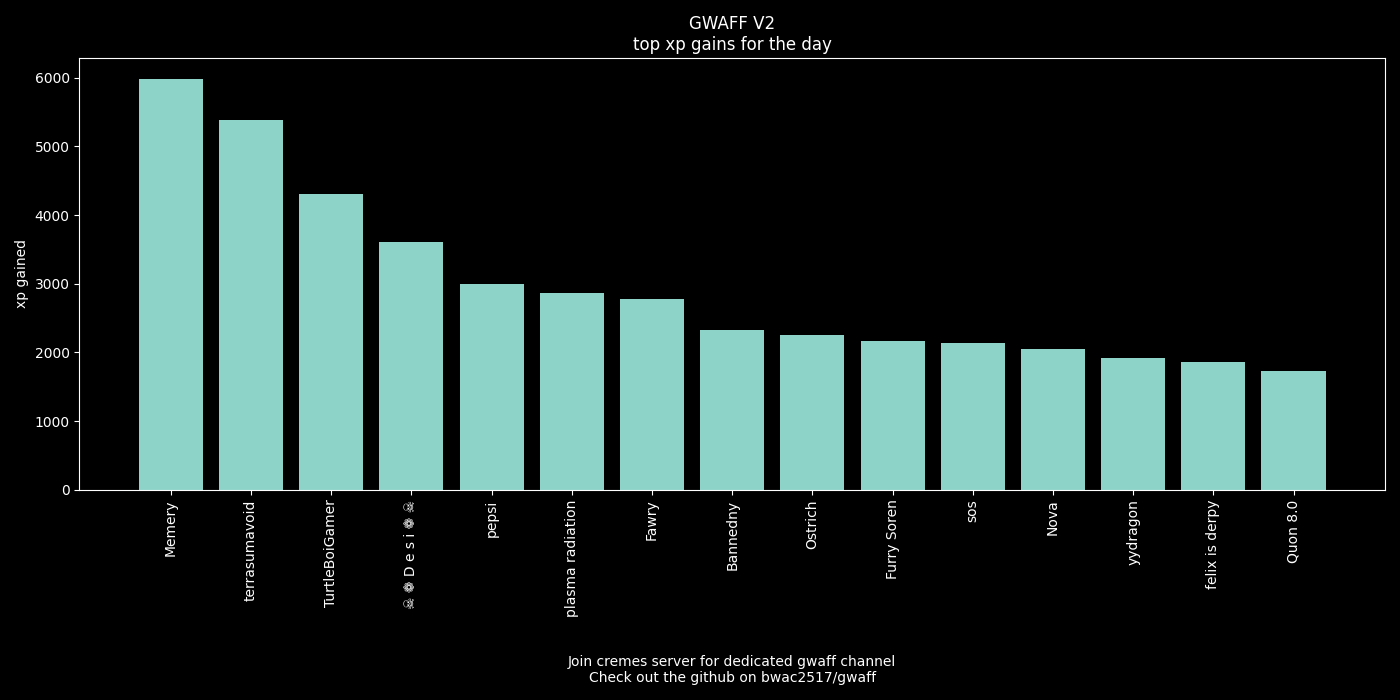 GWAFF V2
top xp gains for the day
xp gained
6000
5000
4000
3000
2000
1000
0
Memery
terrasumavoid
TurtleBoiGamer
☠ ❁ D e s i ❁ ☠
pepsi
plasma radiation
Fawry
Bannedny
Ostrich
Furry Soren
sos
Nova
yydragon
felix is derpy
Quon 8.0
Join cremes server for dedicated gwaff channel
Check out the github on bwac2517/gwaff